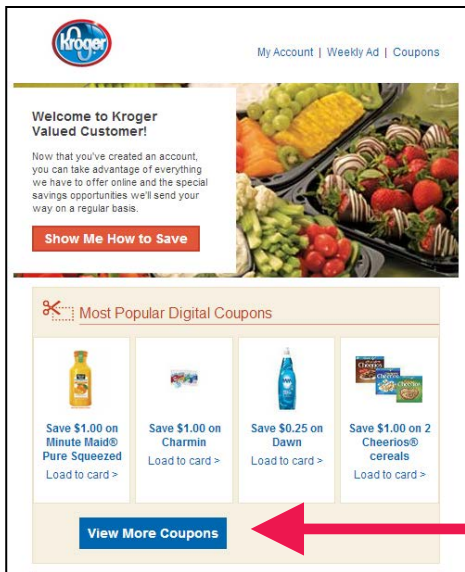 Kroger
My Account | Weekly Ad | Coupons
Welcome to Kroger
Valued Customer!
Now that you've created an account,
you can take advantage of everything
we have to offer online and the special
savings opportunities we'll send your
way on a regular basis.
Show Me How to Save
Most Popular Digital Coupons
Cheerios
Cheerios
Save $1.00 on
Minute Maid®
Pure Squeezed
Load to card >
Save $1.00 on
Charmin
Load to card >
Save $0.25 on
Dawn
Load to card >
Save $1.00 on 2
Cheerios®
cereals
Load to card >
View More Coupons